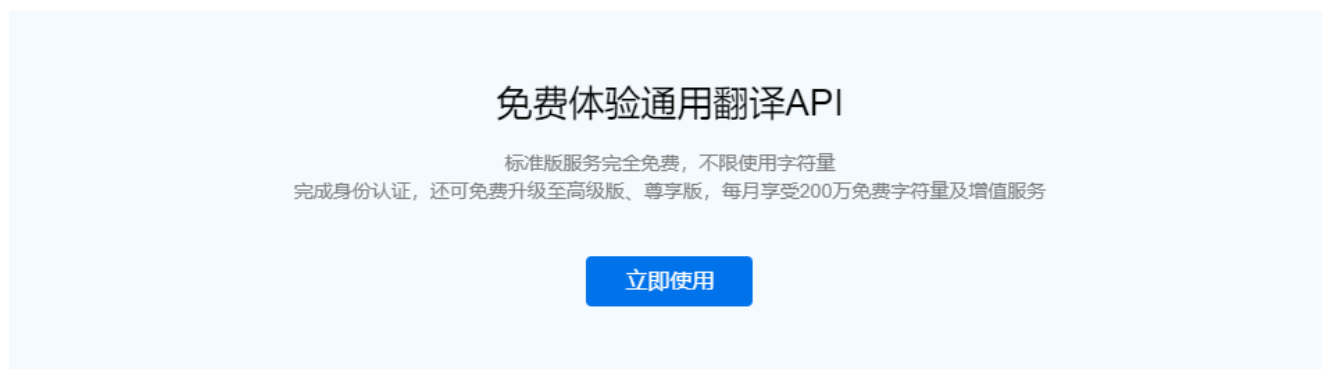 免费体验通用翻译API
标准版服务完全免费，不限使用字符量
完成身份认证，还可免费升级至高级版、尊享版，每月享受200万免费字符量及增值服务
立即使用